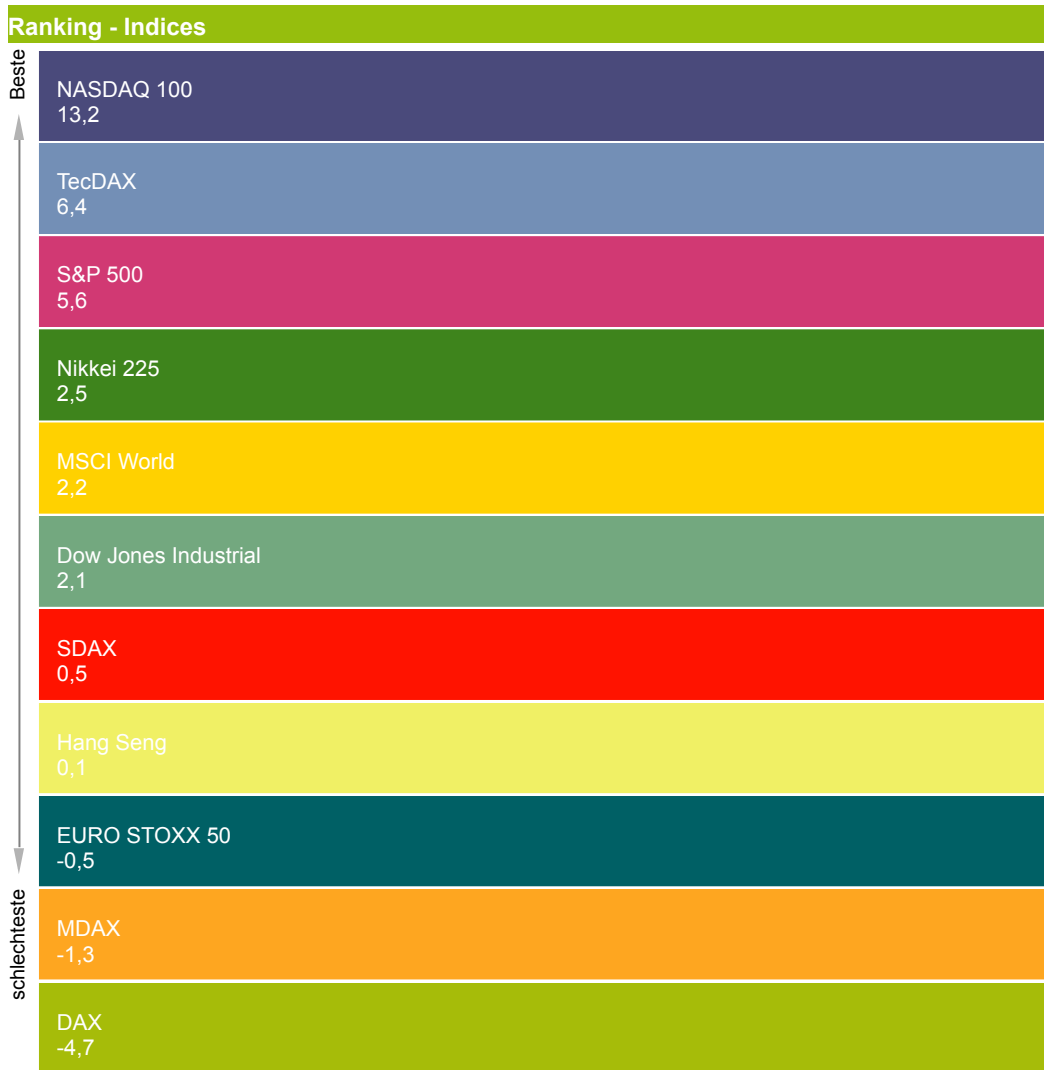 Ranking - Indices
Beste
NASDAQ 100
13,2
TecDAX
6,4
S&P 500
5,6
Nikkei 225
2,5
MSCI World
2,2
Dow Jones Industrial
2,1
SDAX
0,5
Hang Seng
0,1
EURO STOXX 50
-0,5
MDAX
-1,3
DAX
-4,7
schlechteste